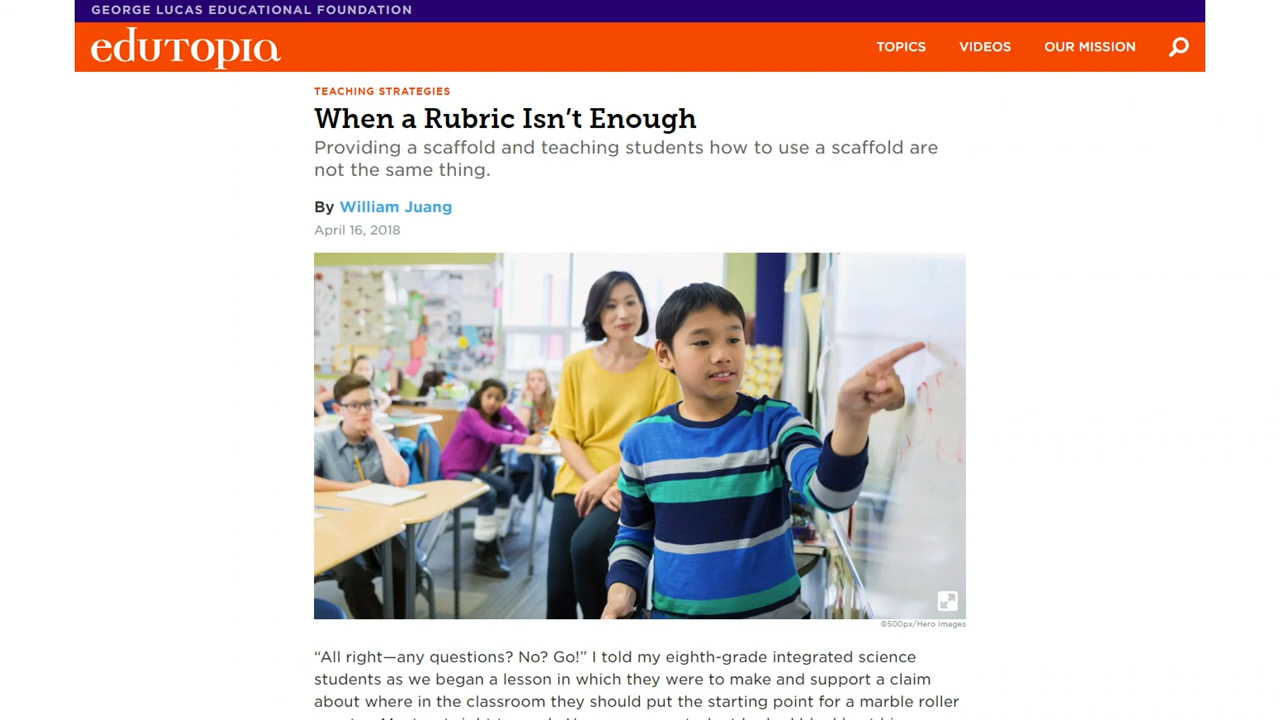 GEORGE LUCAS EDUCATIONAL FOUNDATION
edutopia
TOPICS VIDEOS OUR MISSION
TEACHING STRATEGIES
When a Rubric Isn’t Enough
Providing a scaffold and teaching students how to use a scaffold are
not the same thing.
By William Juang
April 16, 2018
©500px/Hero Images
“All right—any questions? No? Go!” I told my eighth-grade integrated science
students as we began a lesson in which they were to make and support a claim
about where in the classroom they should put the starting point for a marble roller